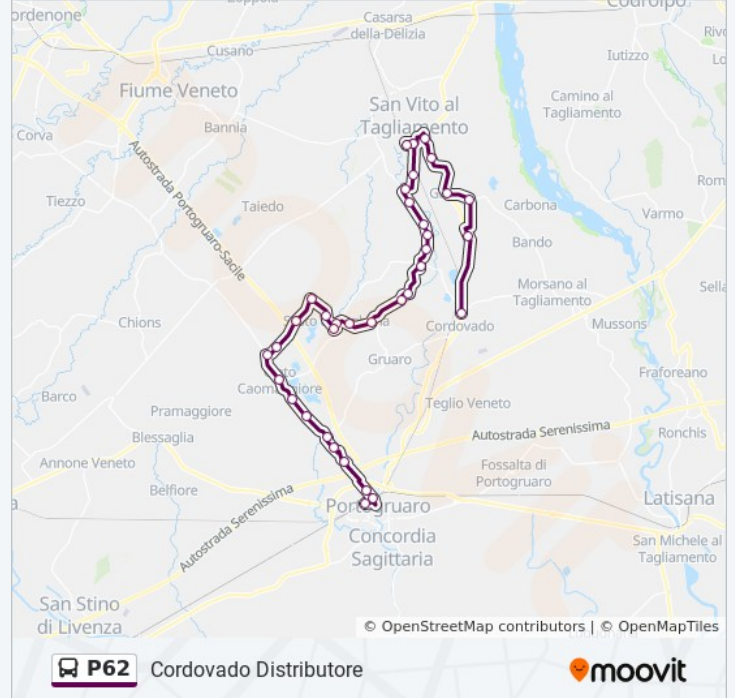 ordenone
Casarsa
della Delizia
Cusano
Fiume Veneto
Iutizzo
San Vito al
Tagliamento
Camino al
Tagliamento
Corva
Bannia
Autostrada Portogruaro-Sacile
Tiezzo
Taiedo
Carbona
Varmo
Bando
Morsano al
Tagliamento
Chions
Cordovado
Mussons
Gruaro
Fraforeano
Barco
Teglio Veneto
Pramaggiore
Blessaglia
Autostrada Serenissima
Ronchis
Annone Veneto
Fossalta di
Portogruaro
Belfiore
Latisana
Autostrada Serenissima
Portogruaro
Concordia
Sagittaria
San Michele al
Tagliamento
San Stino
di Livenza
© OpenStreetMap contributors | © OpenMapTiles
P62 Cordovado Distributore
moovit